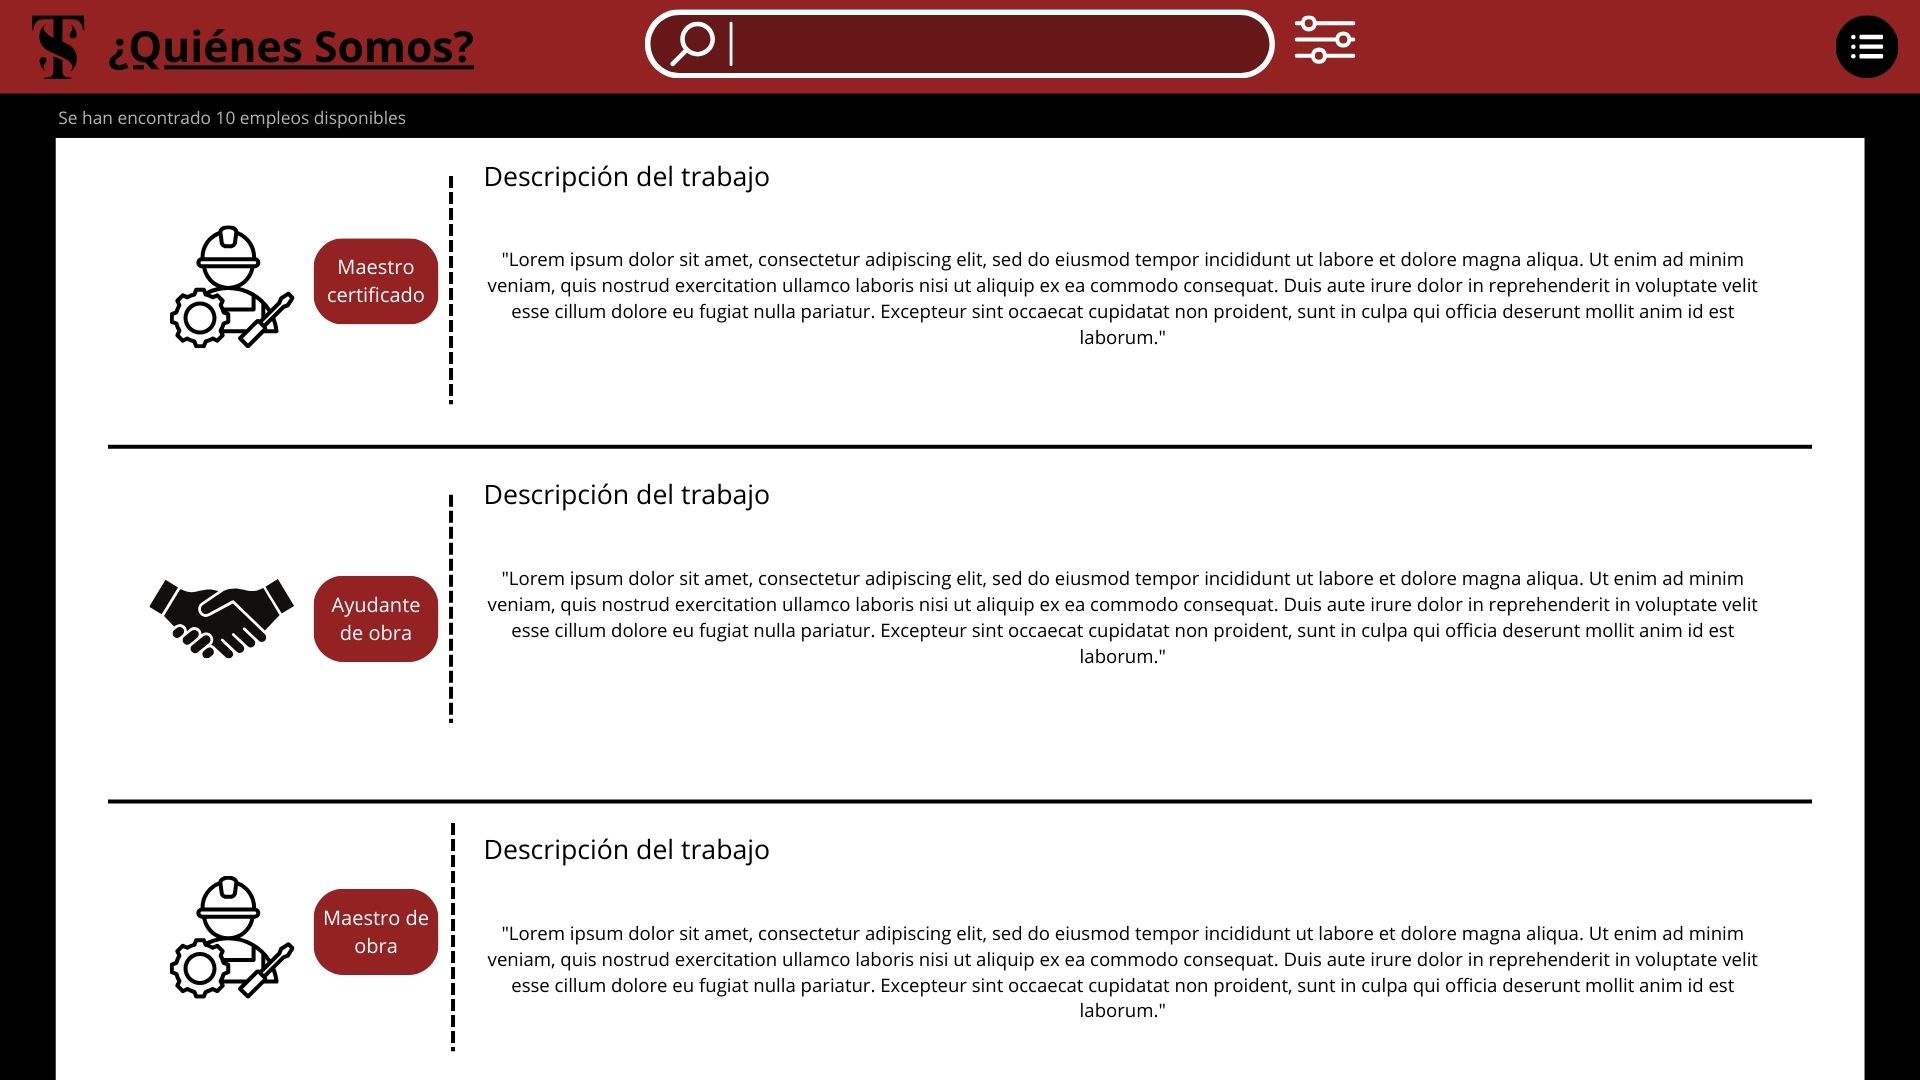 TS
¿Quiénes Somos?
Se han encontrado 10 empleos disponibles
Descripción del trabajo
Maestro
certificado
"Lorem ipsum dolor sit amet, consectetur adipiscing elit, sed do eiusmod tempor incididunt ut labore et dolore magna aliqua. Ut enim ad minim
veniam, quis nostrud exercitation ullamco laboris nisi ut aliquip ex ea commodo consequat. Duis aute irure dolor in reprehenderit in voluptate velit
esse cillum dolore eu fugiat nulla pariatur. Excepteur sint occaecat cupidatat non proident, sunt in culpa qui officia deserunt mollit anim id est
laborum."
Descripción del trabajo
Ayudante
de obra
"Lorem ipsum dolor sit amet, consectetur adipiscing elit, sed do eiusmod tempor incididunt ut labore et dolore magna aliqua. Ut enim ad minim
veniam, quis nostrud exercitation ullamco laboris nisi ut aliquip ex ea commodo consequat. Duis aute irure dolor in reprehenderit in voluptate velit
esse cillum dolore eu fugiat nulla pariatur. Excepteur sint occaecat cupidatat non proident, sunt in culpa qui officia deserunt mollit anim id est
laborum."
Descripción del trabajo
Maestro de
obra
"Lorem ipsum dolor sit amet, consectetur adipiscing elit, sed do eiusmod tempor incididunt ut labore et dolore magna aliqua. Ut enim ad minim
veniam, quis nostrud exercitation ullamco laboris nisi ut aliquip ex ea commodo consequat. Duis aute irure dolor in reprehenderit in voluptate velit
esse cillum dolore eu fugiat nulla pariatur. Excepteur sint occaecat cupidatat non proident, sunt in culpa qui officia deserunt mollit anim id est
laborum."